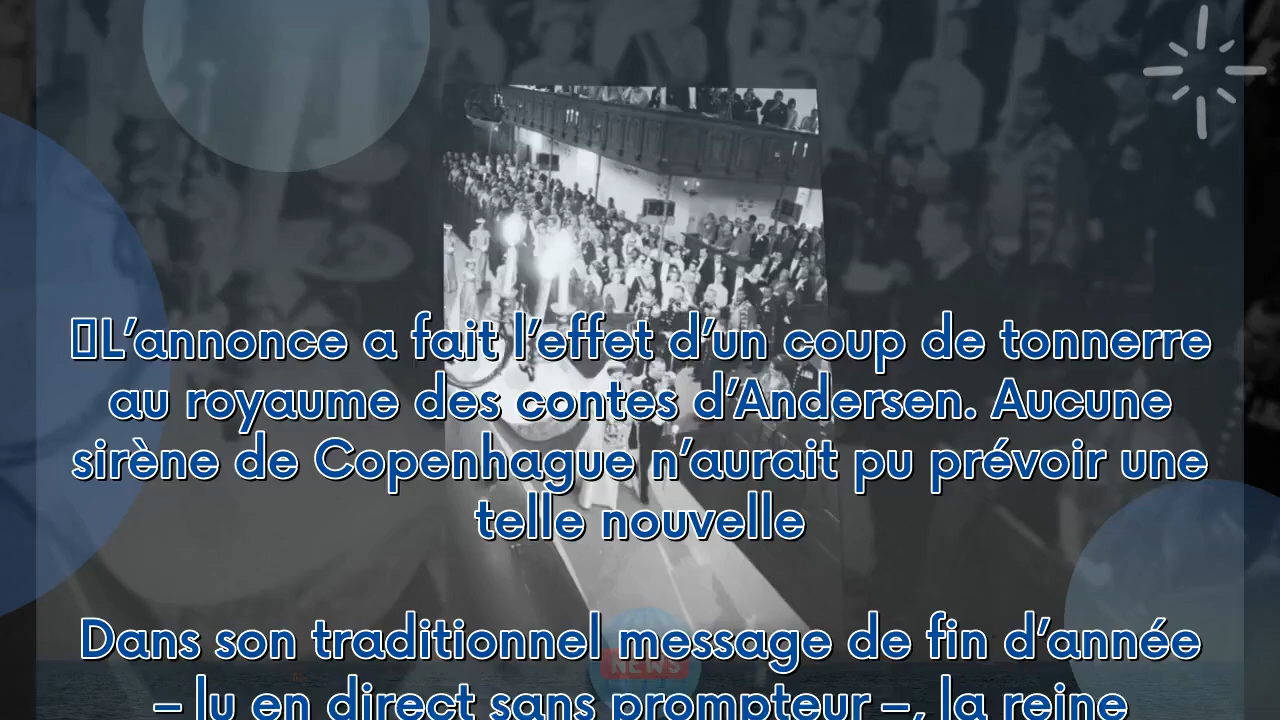 L’annonce a fait l’effet d’un coup de tonnerre
au royaume des contes d’Andersen. Aucune
sirène de Copenhague n’aurait pu prévoir une
telle nouvelle
Dans son traditionnel message de fin d’année
NEWS
– lu en direct sans prompteur –, la reine